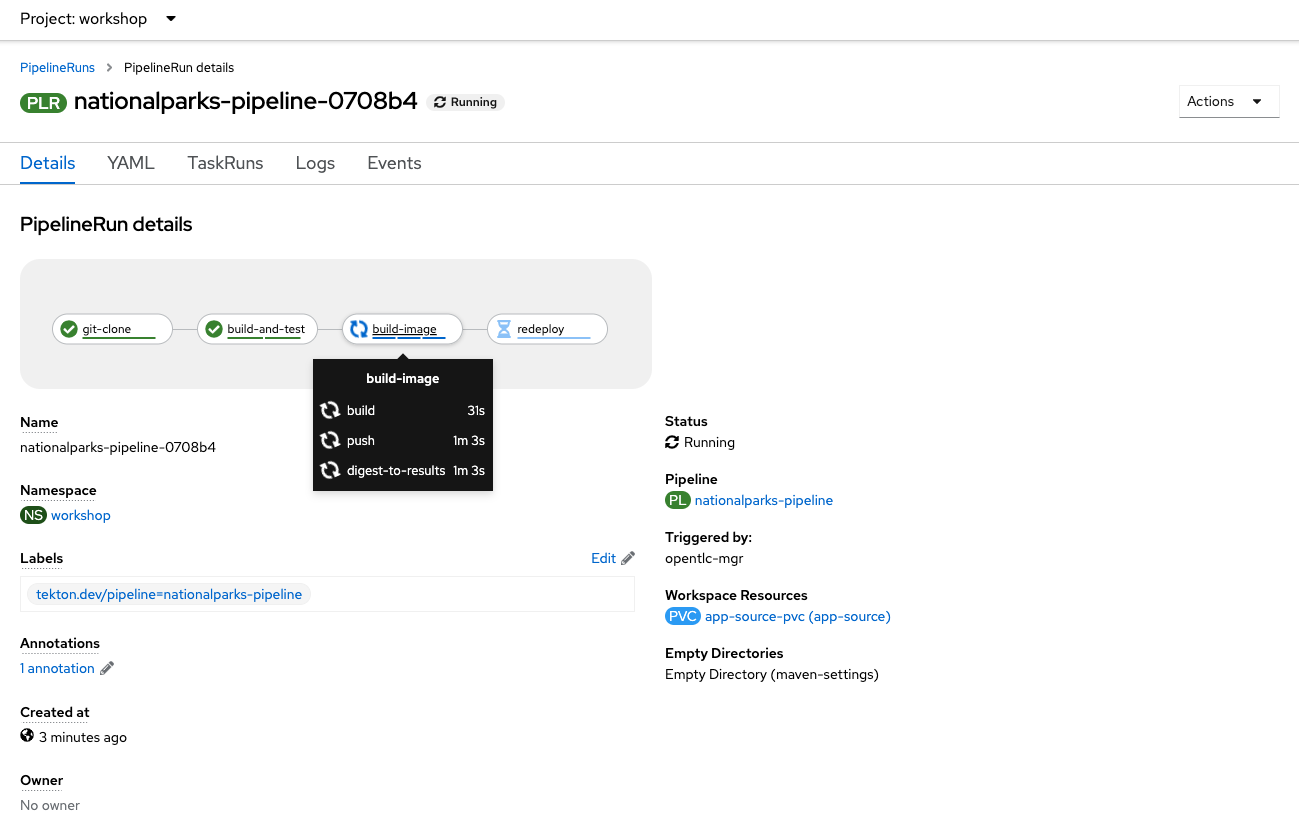 Project: workshop
PipelineRuns > PipelineRun details
PLR nationalparks-pipeline-0708b4 Running
Actions
Details YAML TaskRuns Logs Events
PipelineRun details
git-clone build-and-test build-image redeploy
build-image
build 31s
push 1m 3s
digest-to-results 1m 3s
Name
nationalparks-pipeline-0708b4
Namespace
NS workshop
Labels Edit
tekton.dev/pipeline=nationalparks-pipeline
Annotations
1 annotation
Created at
3 minutes ago
Owner
No owner
Status
Running
Pipeline
PL nationalparks-pipeline
Triggered by:
opentlc-mgr
Workspace Resources
PVC app-source-pvc (app-source)
Empty Directories
Empty Directory (maven-settings)